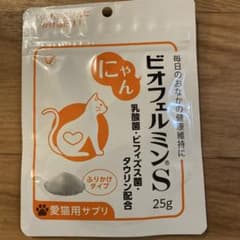 毎日のおなかの健康維持に
ビオフェルミンS
にゃん
乳酸菌・ビフィズス菌・
タウリン配合
ふりかけ
タイプ
25g
愛猫用サプリ